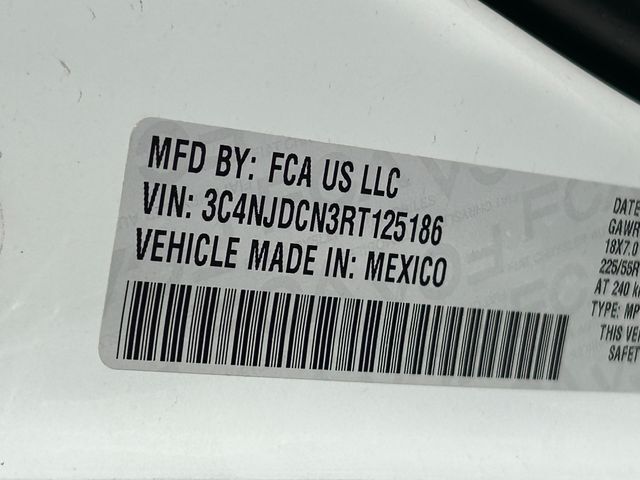 MFD BY: FCA US LLC
VIN: 3C4NJDCN3RT125186
VEHICLE MADE IN: MEXICO
DATE
GAWR
18X7.0
225/55R
AT 240 k
TYPE: MP
THIS VE
SAFET